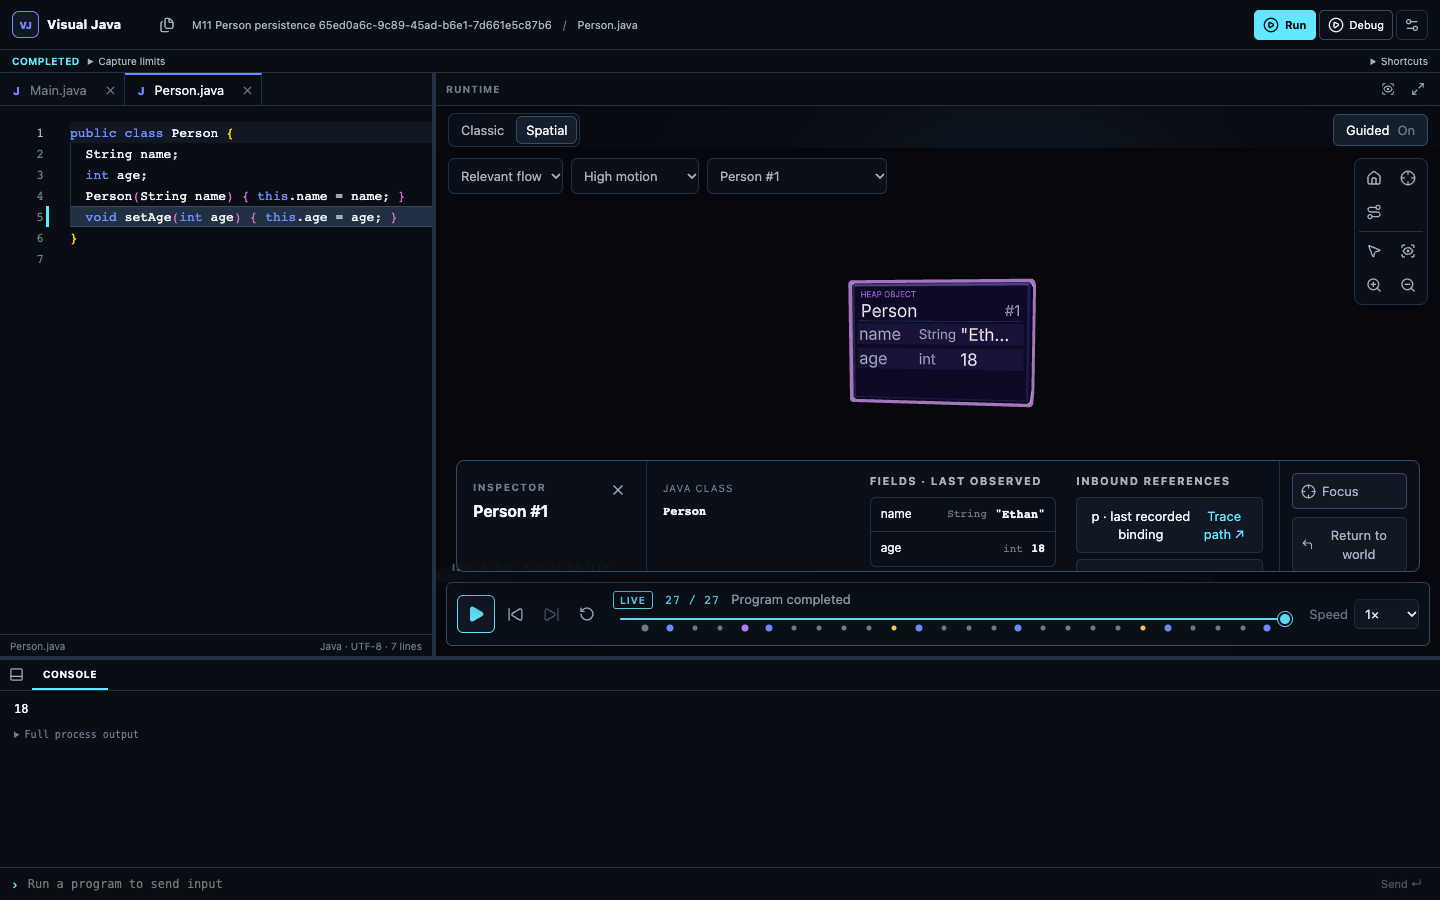 VJ Visual Java M11 Person persistence 65ed0a6c-9c89-45ad-b6e1-7d661e5c87b6 / Person.java Run Debug
COMPLETED Capture limits Shortcuts
J Main.java J Person.java
RUNTIME
Classic Spatial Guided On
Relevant flow High motion Person #1
1 public class Person {
2 String name;
3 int age;
4 Person(String name) { this.name = name; }
5 void setAge(int age) { this.age = age; }
6 }
7
HEAP OBJECT
Person #1
name String "Eth...
age int 18
INSPECTOR
Person #1
JAVA CLASS
Person
FIELDS · LAST OBSERVED
name String "Ethan"
age int 18
INBOUND REFERENCES
p · last recorded binding
Trace path ↗
Focus
Return to world
LIVE 27 / 27 Program completed
Speed 1×
Person.java Java · UTF-8 · 7 lines
CONSOLE
18
Full process output
› Run a program to send input Send ↵